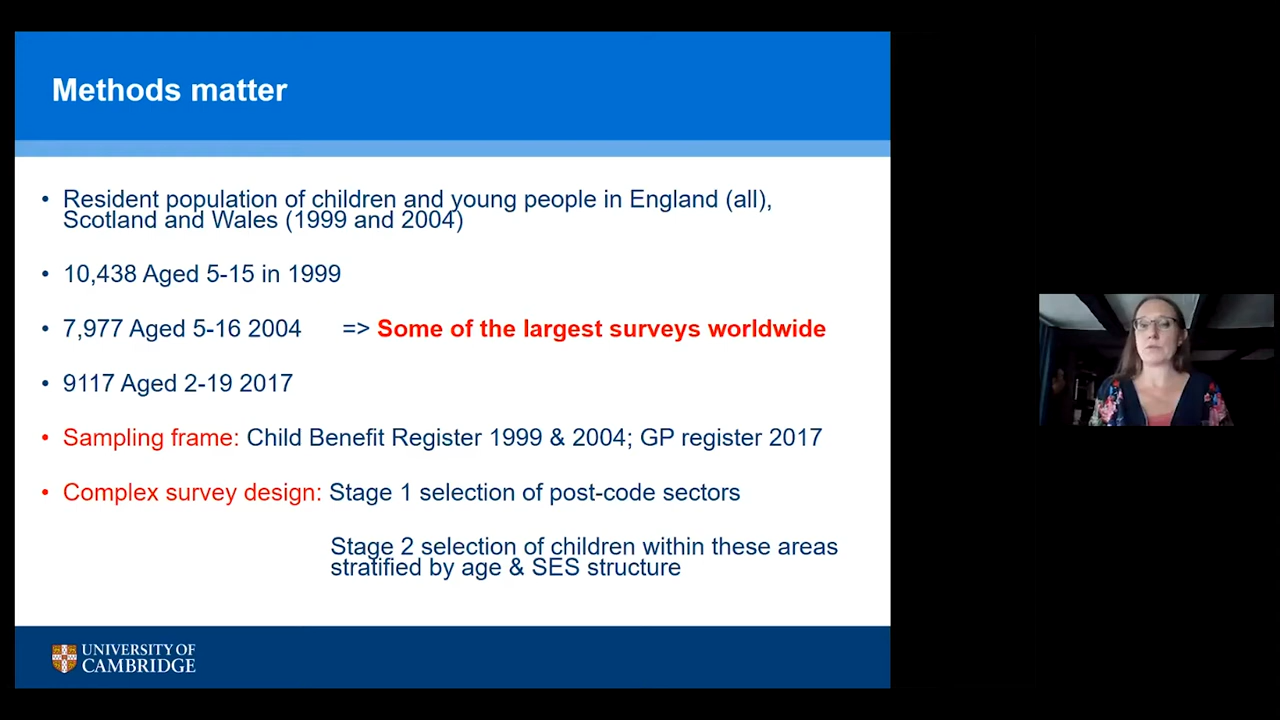 Methods matter
• Resident population of children and young people in England (all),
Scotland and Wales (1999 and 2004)
• 10,438 Aged 5-15 in 1999
• 7,977 Aged 5-16 2004 => Some of the largest surveys worldwide
• 9117 Aged 2-19 2017
• Sampling frame: Child Benefit Register 1999 & 2004; GP register 2017
• Complex survey design: Stage 1 selection of post-code sectors
Stage 2 selection of children within these areas
stratified by age & SES structure
UNIVERSITY OF
CAMBRIDGE